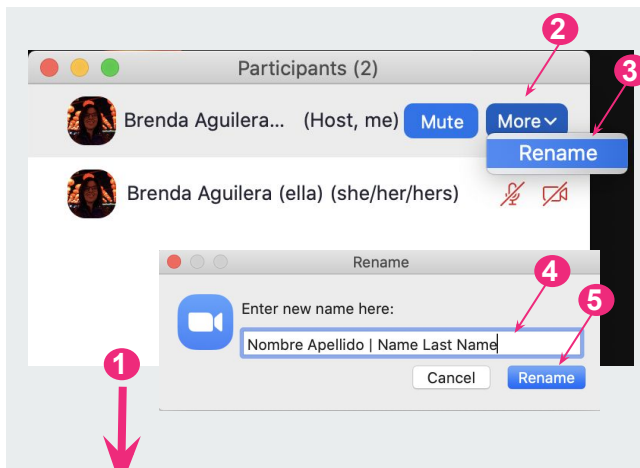 2
Participants (2)
3
Brenda Aguilera... (Host, me) Mute More
Rename
Brenda Aguilera (ella) (she/her/hers)
Rename
4
5
Enter new name here:
Nombre Apellido | Name Last Name
1
Cancel Rename